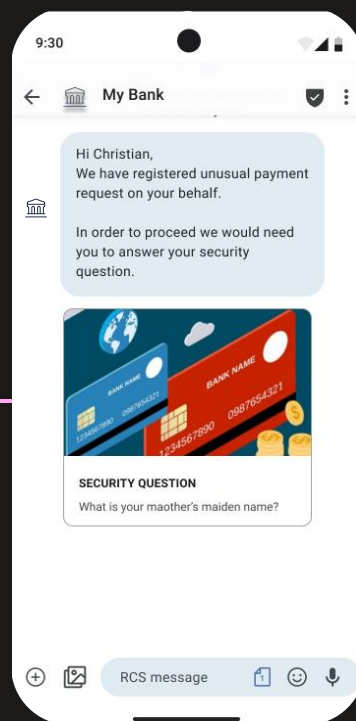 9:30
My Bank
Hi Christian,
We have registered unusual payment
request on your behalf.
In order to proceed we would need
you to answer your security
question.
BANK NAME
1234567890 0987654321
BANK NAME
1234567890 0987654321
SECURITY QUESTION
What is your maother's maiden name?
RCS message
1